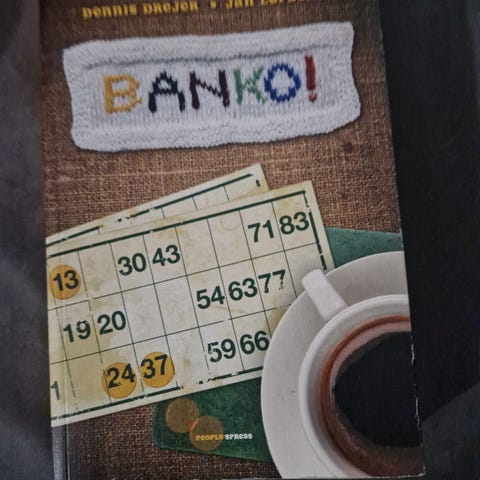 DENNIS DREJER • JAN
BANKO!
13 30 43 71 83
19 20 54 63 77
1 24 37 59 66
PEOPLE'SPRESS